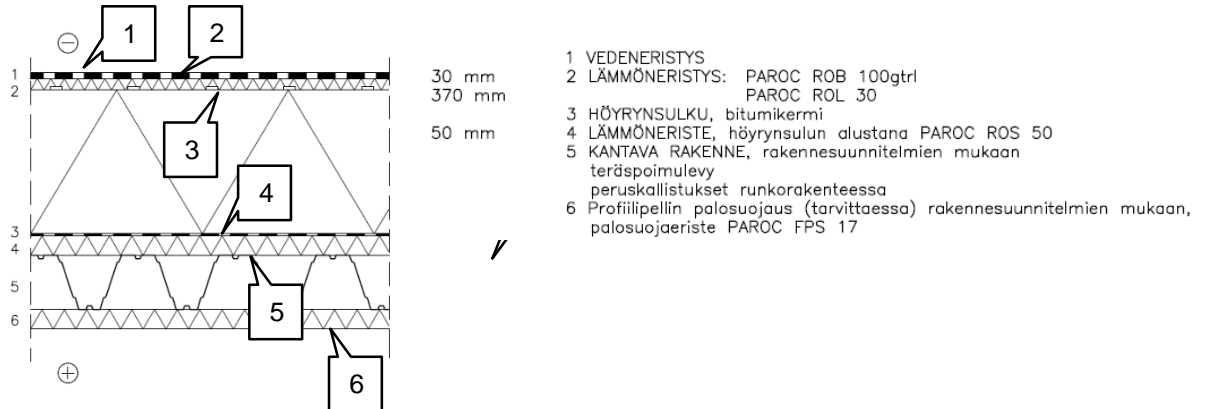 1 2
1
2
3
4
3
4
5
6
5
6
30 mm
370 mm
50 mm
1 VEDENERISTYS
2 LÄMMÖNERISTYS: PAROC ROB 100gtrl
PAROC ROL 30
3 HÖYRYNSULKU, bitumikermi
4 LÄMMÖNERISTE, höyrynsulun alustana PAROC ROS 50
5 KANTAVA RAKENNE, rakennesuunnitelmien mukaan
teräspoimulevy
peruskallistukset runkorakenteessa
6 Profiilipellin palosuojaus (tarvittaessa) rakennesuunnitelmien mukaan,
palosuojaeriste PAROC FPS 17